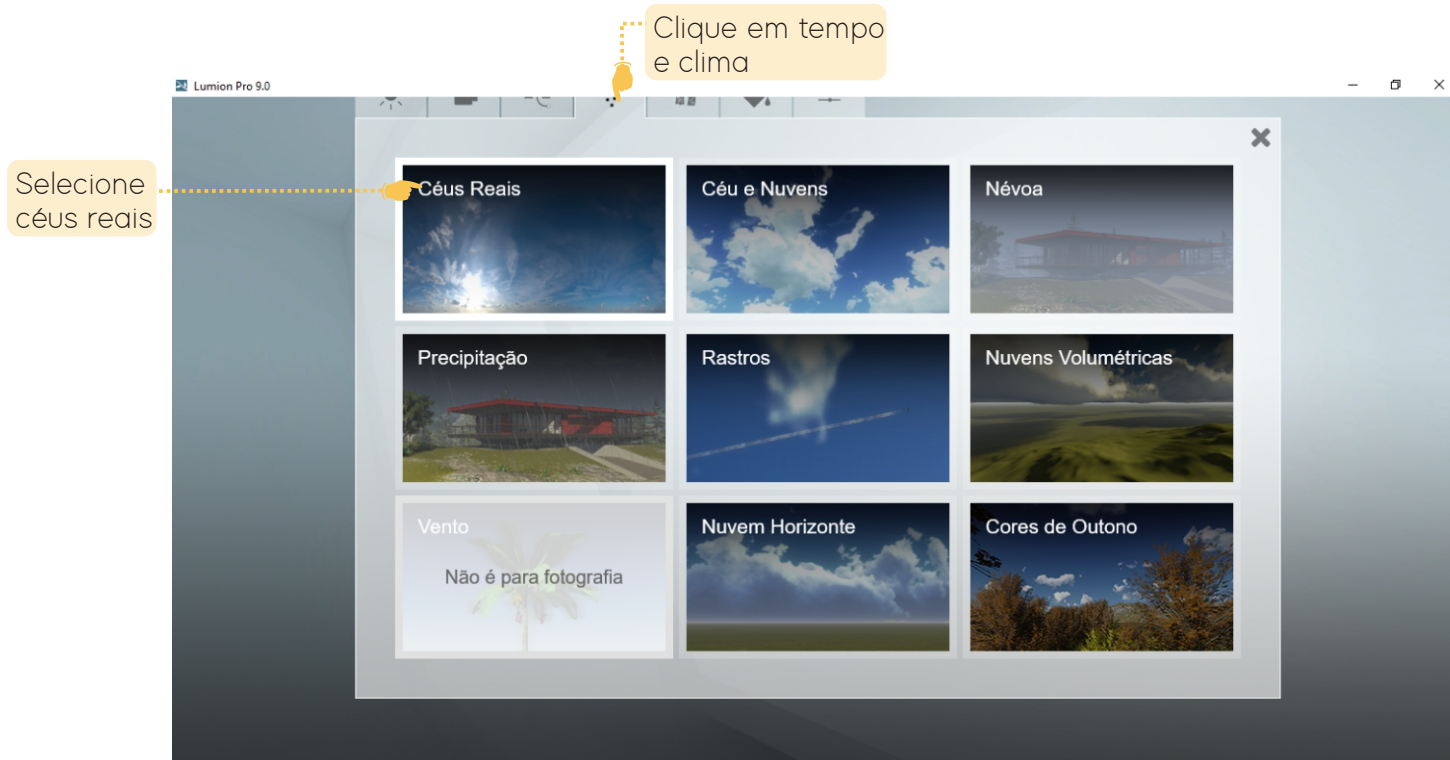 Clique em tempo
e clima
Lumion Pro 9.0
Selecione
céus reais
Céus Reais
Céu e Nuvens
Névoa
Precipitação
Rastros
Nuvens Volumétricas
Vento
Não é para fotografia
Nuvem Horizonte
Cores de Outono